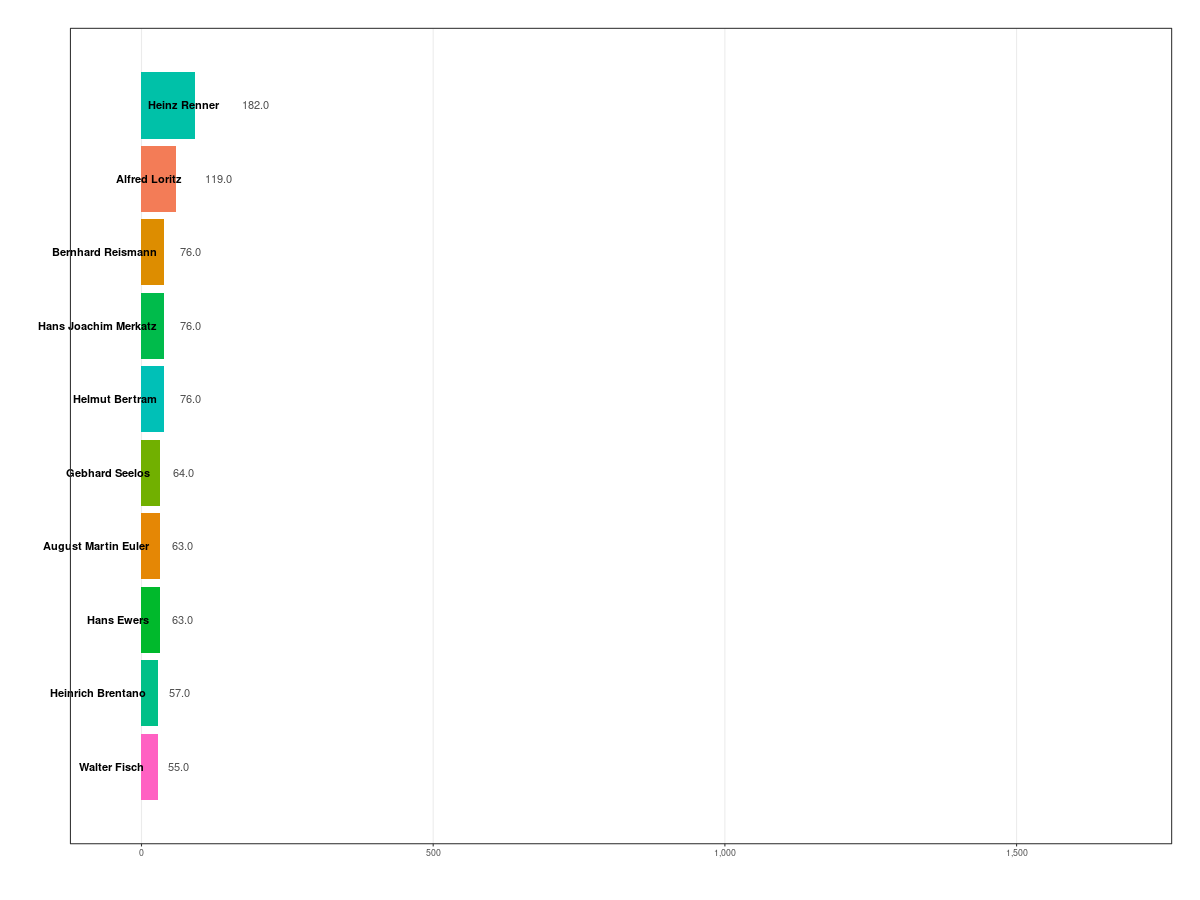 Heinz Renner 182.0
Alfred Loritz 119.0
Bernhard Reismann 76.0
Hans Joachim Merkatz 76.0
Helmut Bertram 76.0
Gebhard Seelos 64.0
August Martin Euler 63.0
Hans Ewers 63.0
Heinrich Brentano 57.0
Walter Fisch 55.0
0 500 1,000 1,500